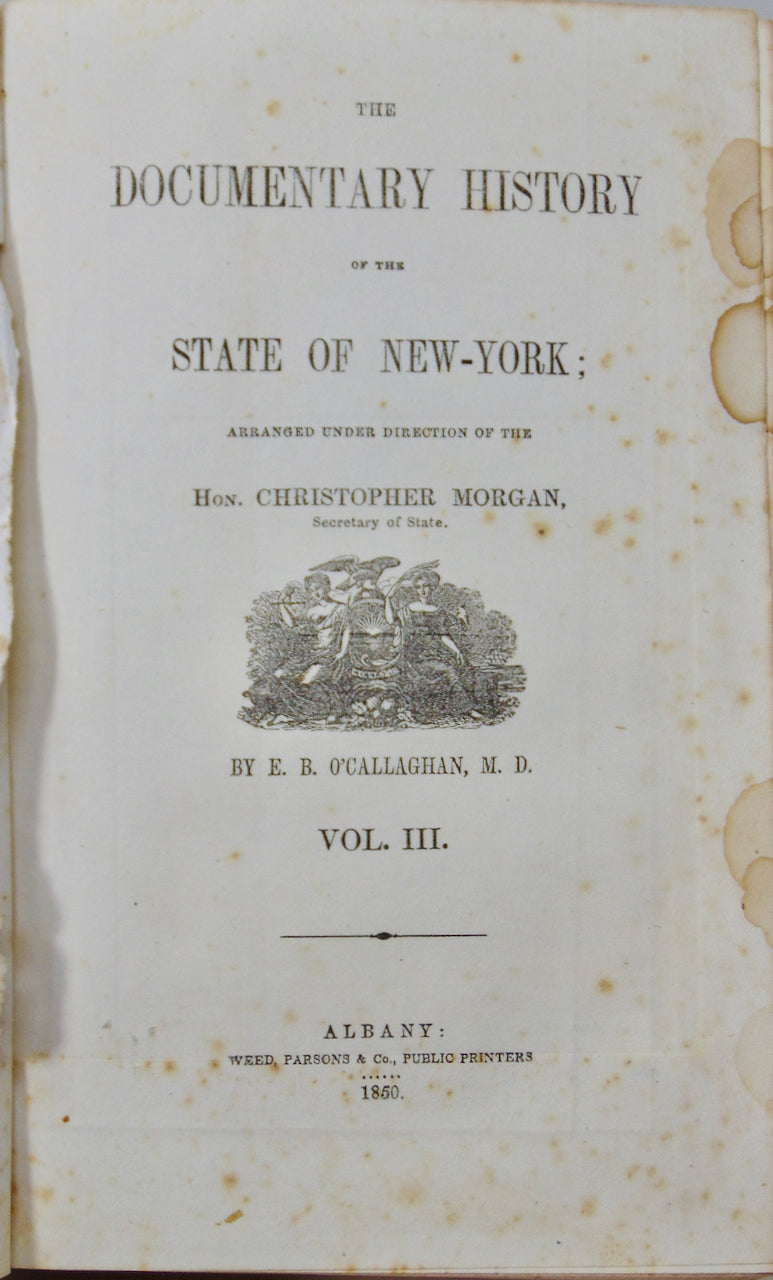 THE
DOCUMENTARY HISTORY
OF THE
STATE OF NEW-YORK;
ARRANGED UNDER DIRECTION OF THE
HON. CHRISTOPHER MORGAN,
Secretary of State.
BY E. B. O'CALLAGHAN, M. D.
VOL. III.
ALBANY:
WEED, PARSONS & Co., PUBLIC PRINTERS
......
1850.